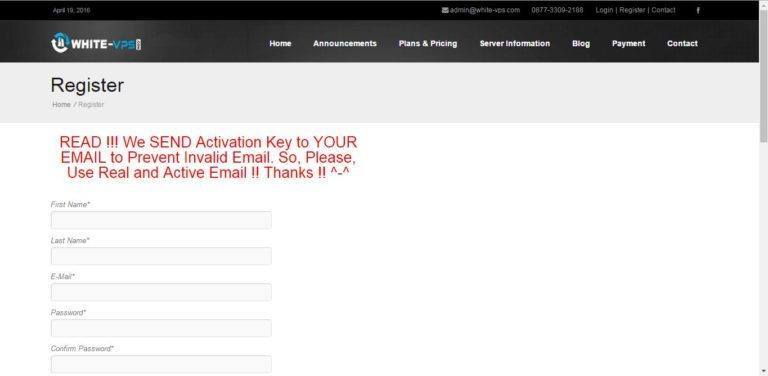 April 19, 2016
admin@white-vps.com 0877-3309-2188 Login | Register | Contact
WHITE-VPS
Home Announcements Plans & Pricing Server Information Blog Payment Contact
Register
Home / Register
READ !!! We SEND Activation Key to YOUR
EMAIL to Prevent Invalid Email. So, Please,
Use Real and Active Email !! Thanks !! ^-^
First Name*
Last Name*
E-Mail*
Password*
Confirm Password*